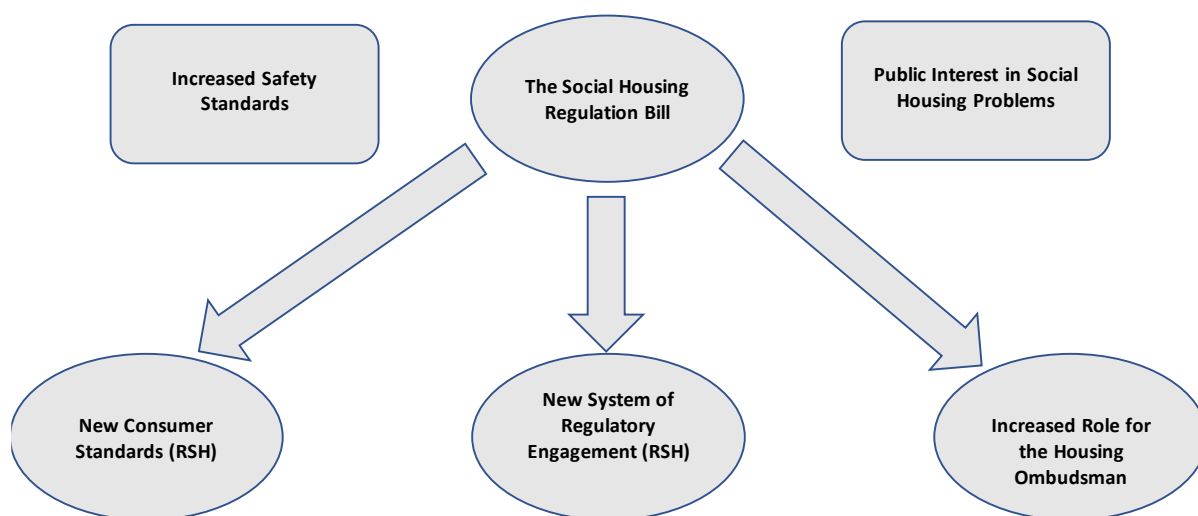 Increased Safety
Standards
The Social Housing
Regulation Bill
Public Interest in Social
Housing Problems
New Consumer
Standards (RSH)
New System of
Regulatory
Engagement (RSH)
Increased Role for
the Housing
Ombudsman